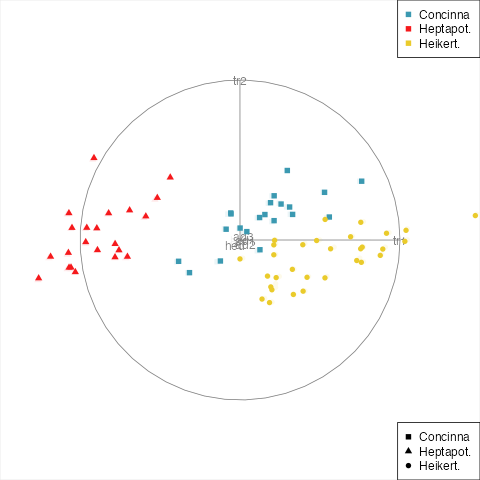 Concinna
Heptapot.
Heikert.
tr2
tr1
Concinna
Heptapot.
Heikert.